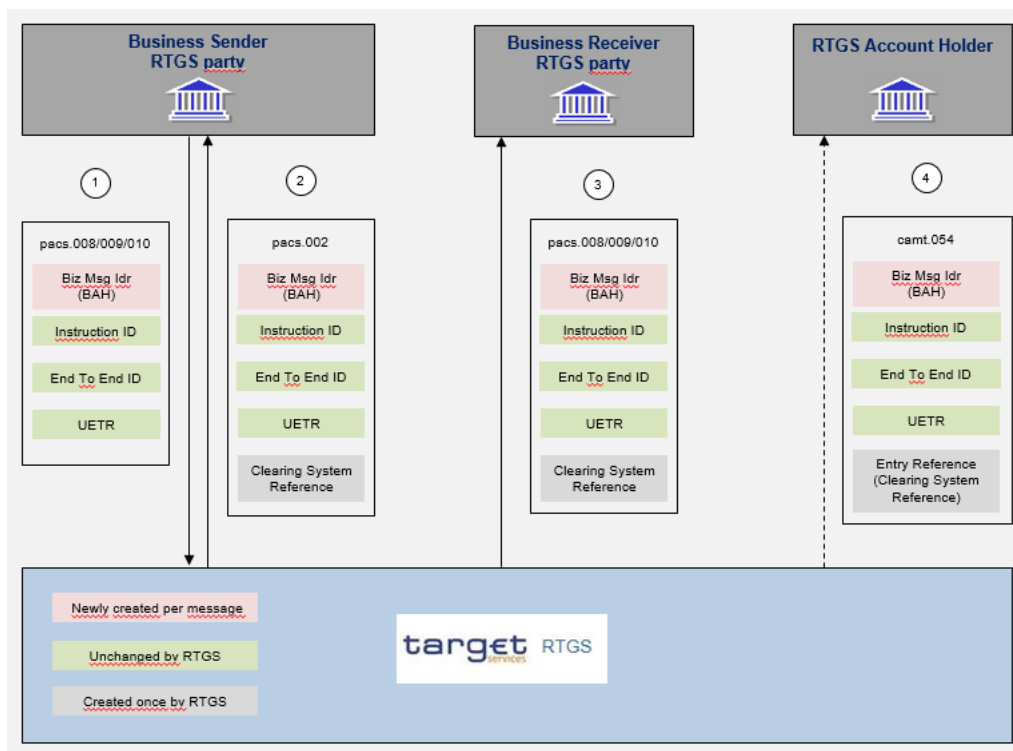 Business Sender
RTGS party
Business Receiver
RTGS party
RTGS Account Holder
1
2
3
4
pacs.008/009/010
Biz Msg Idr
(BAH)
Instruction ID
End To End ID
UETR
pacs.002
Biz Msg Idr
(BAH)
Instruction ID
End To End ID
UETR
Clearing System
Reference
pacs.008/009/010
Biz Msg Idr
(BAH)
Instruction ID
End To End ID
UETR
Clearing System
Reference
camt.054
Biz Msg Idr
(BAH)
Instruction ID
End To End ID
UETR
Entry Reference
(Clearing System
Reference)
Newly created per message
Unchanged by RTGS
Created once by RTGS
target RTGS
services